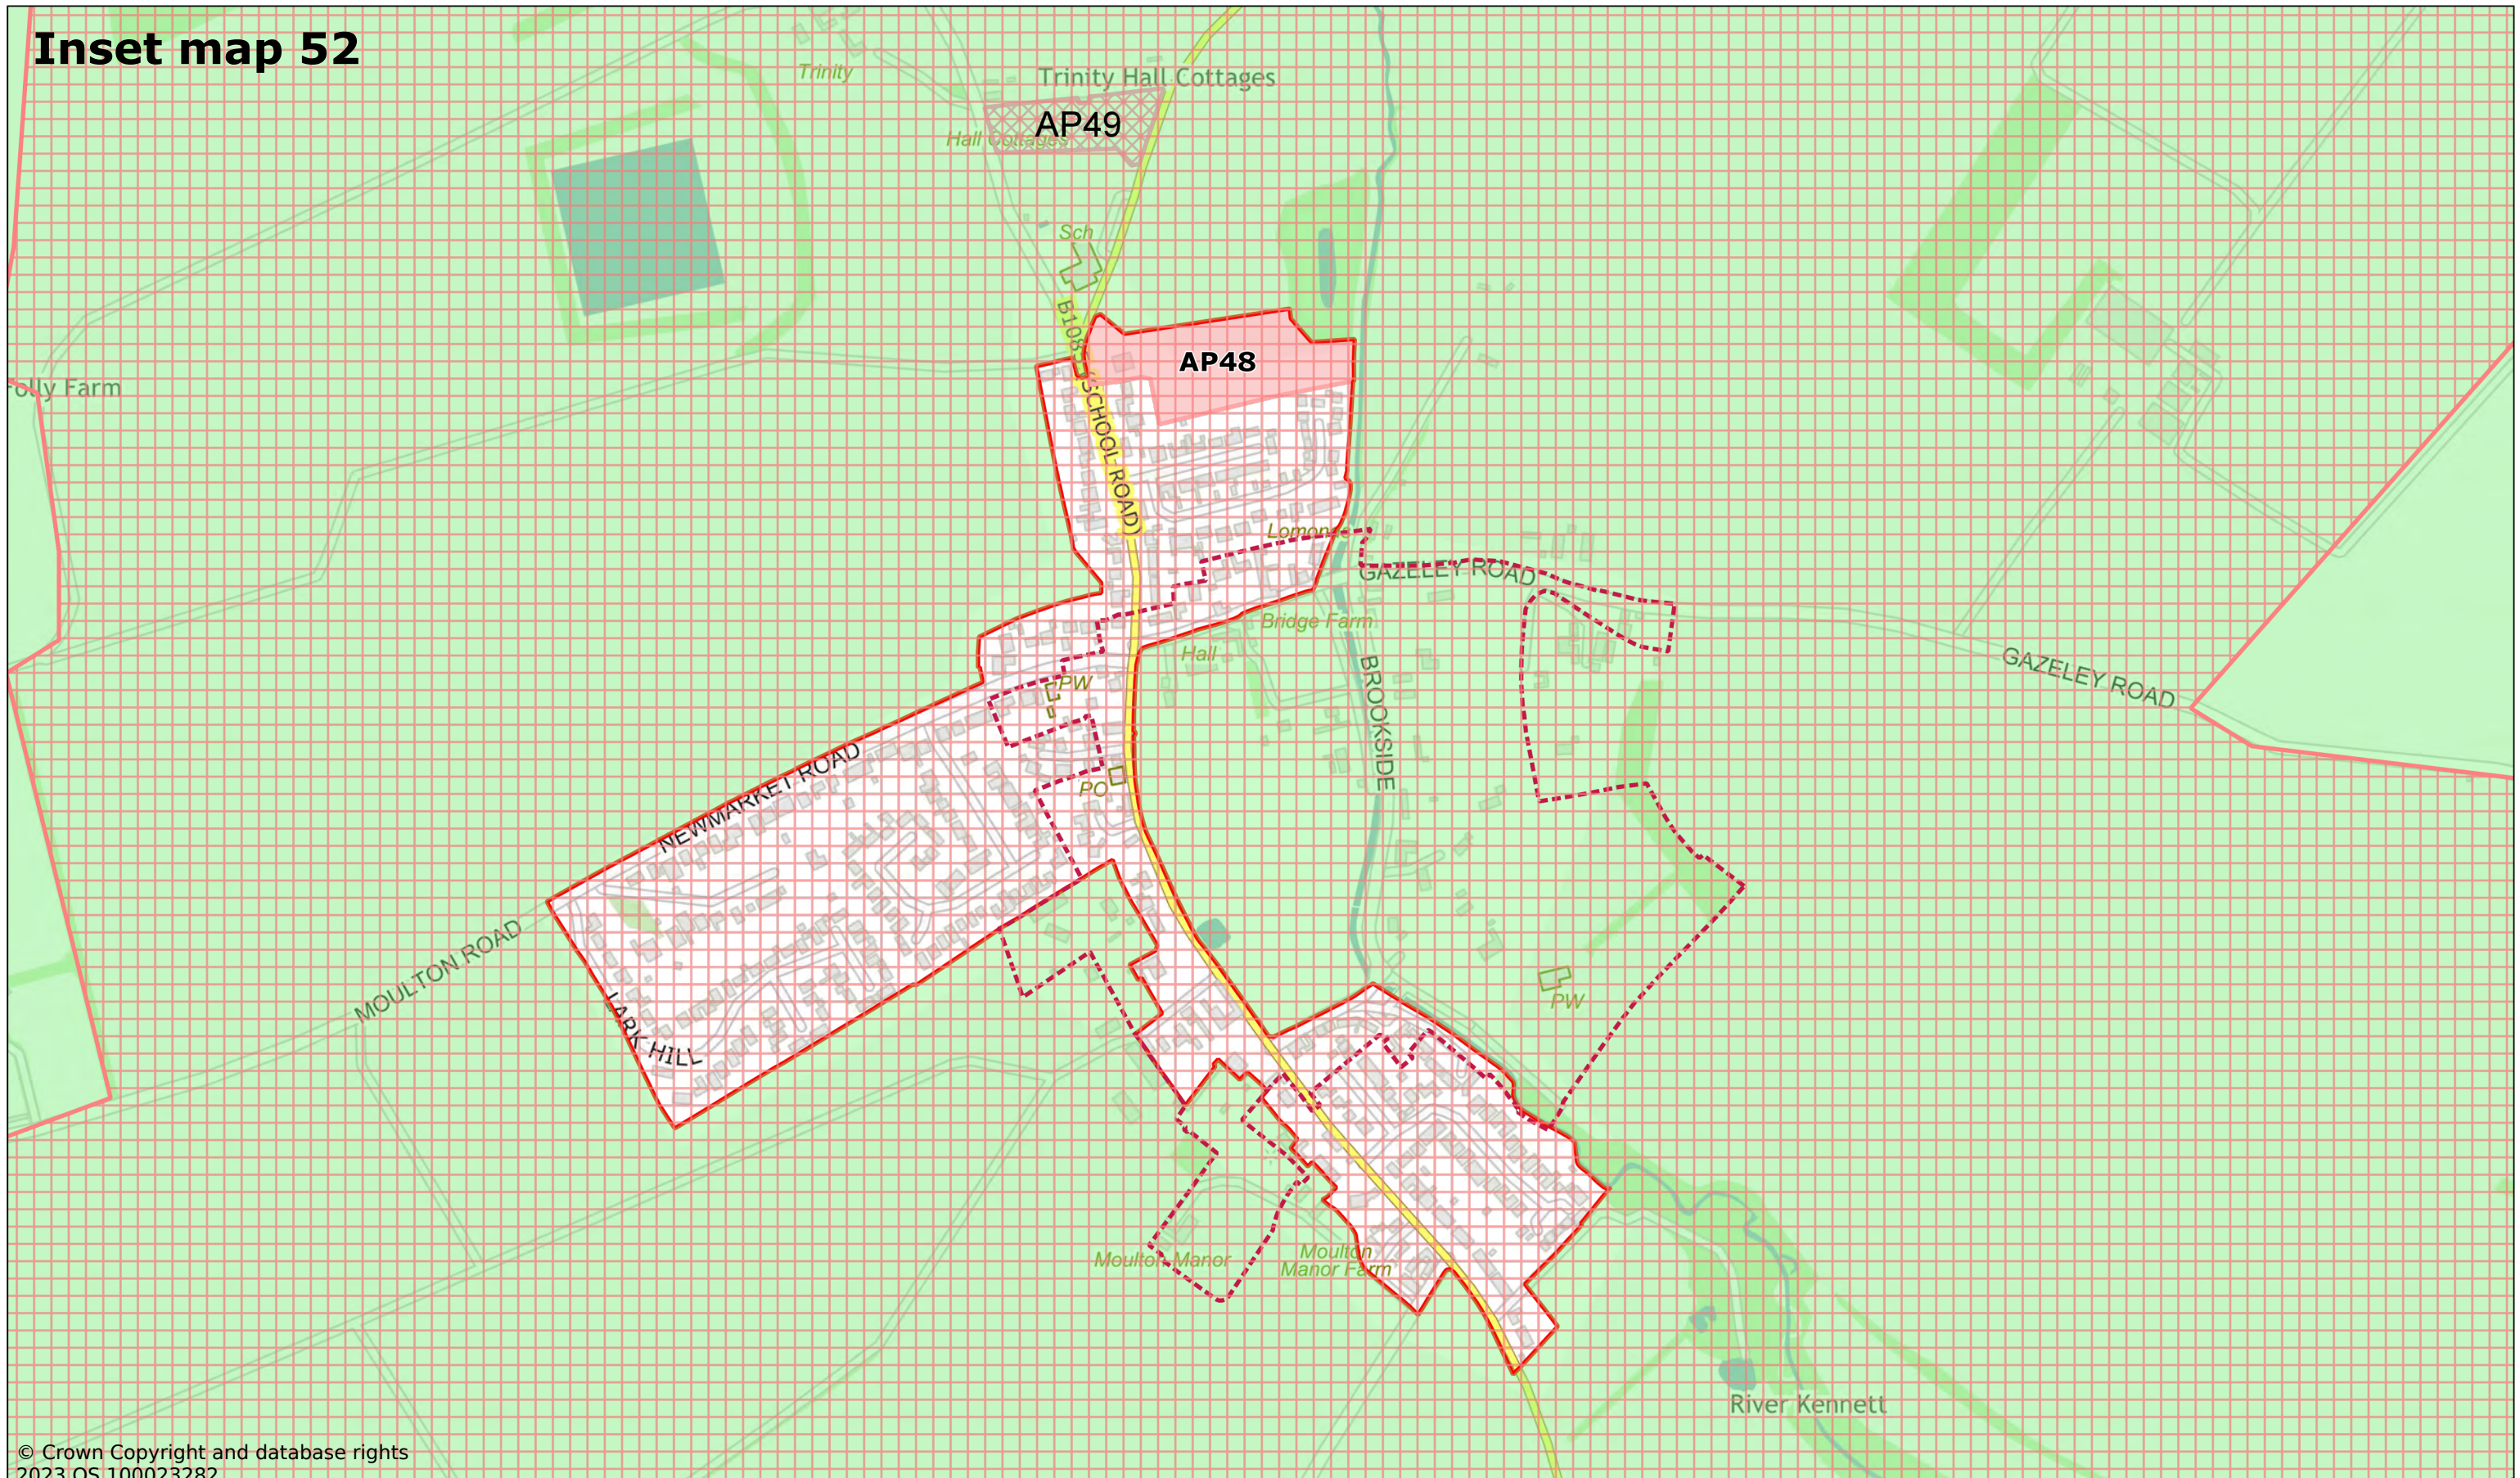 Inset map 52
Trinity
Trinity Hall Cottages
AP49
Hall Cottages
Sch
B1085 (SCHOOL ROAD)
AP48
olly Farm
Lomond
GAZELEY ROAD
Bridge Farm
Hall
GAZELEY ROAD
PW
BROOKSIDE
NEWMARKET ROAD
PO
MOULTON ROAD
PW
LARK HILL
Moulton Manor
Moulton
Manor Farm
River Kennett
© Crown Copyright and database rights
2023 OS 100023282